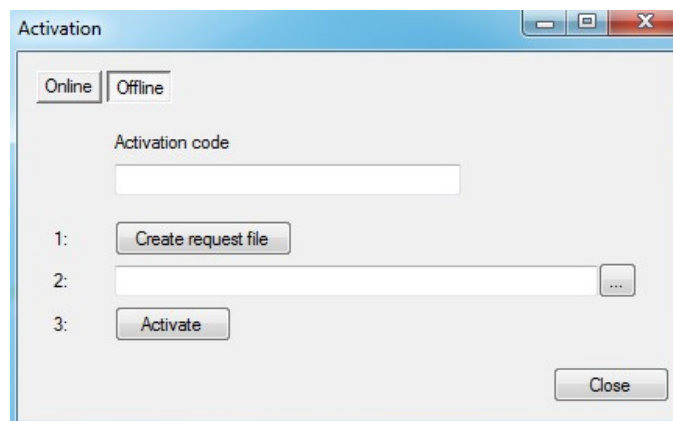 Activation
Online Offline
Activation code
1: Create request file
2: ...
3: Activate
Close